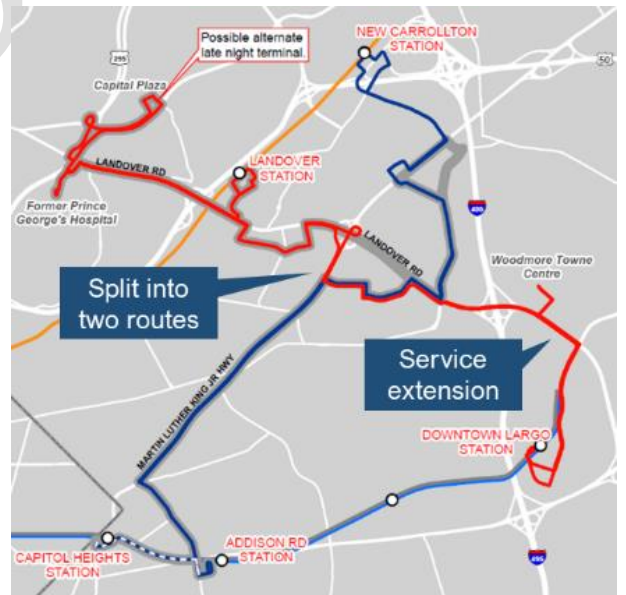 NEW CARROLLTON
STATION
Possible alternate
late night terminal.
295
50
Capital Plaza
LANDOVER RD
LANDOVER
STATION
Former Prince
George's Hospital
LANDOVER RD
495
Woodmore Towne
Centre
Split into
two routes
Service
extension
MARTIN LUTHER KING JR HWY
DOWNTOWN LARGO
STATION
CAPITOL HEIGHTS
STATION
ADDISON RD
STATION
495